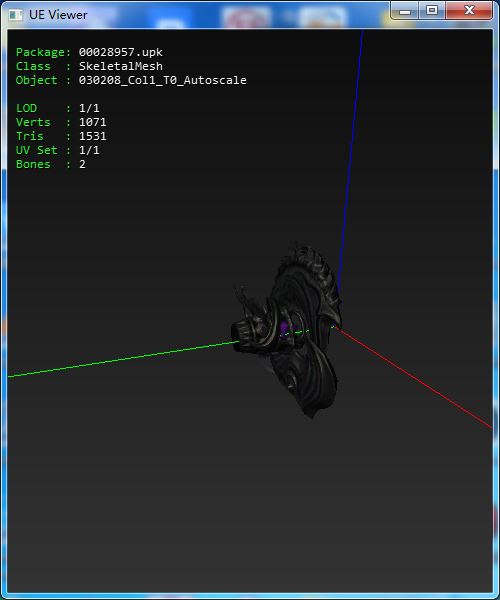 UE Viewer
Package: 00028957.upk
Class : SkeletalMesh
Object : 030208_Col1_T0_Autoscale
LOD : 1/1
Verts : 1071
Tris : 1531
UV Set : 1/1
Bones : 2